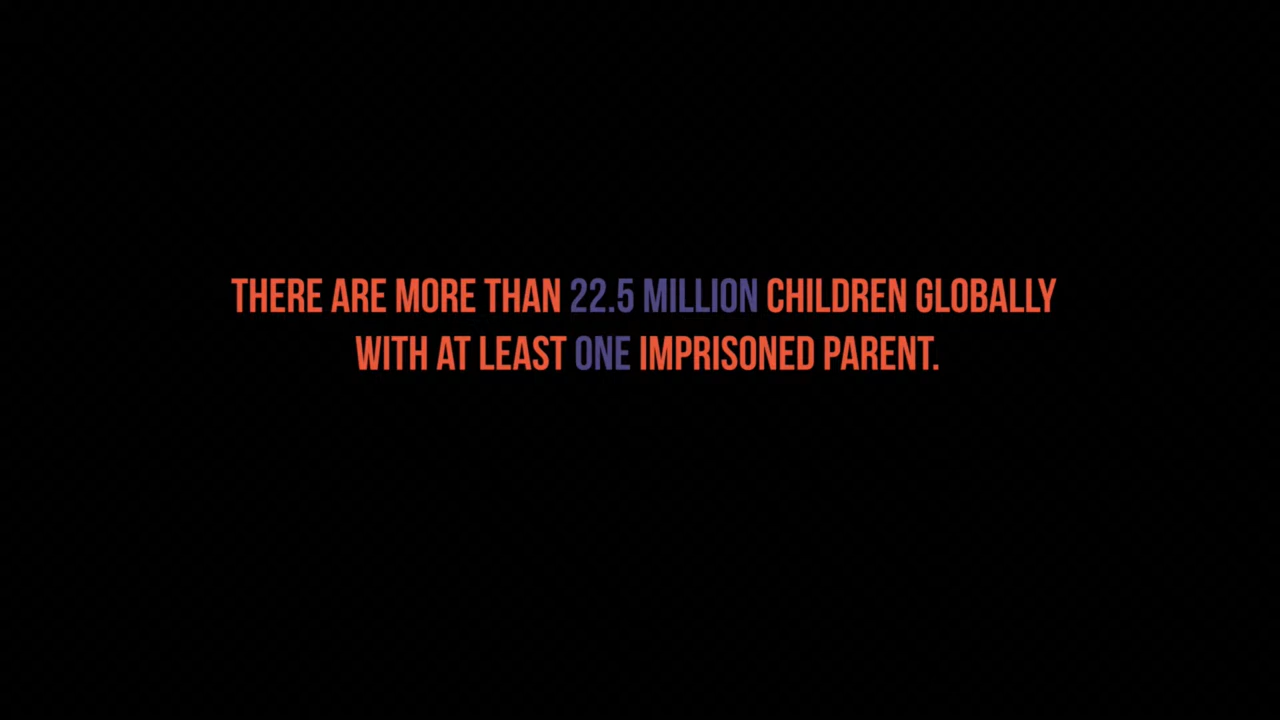 THERE ARE MORE THAN 22.5 MILLION CHILDREN GLOBALLY
WITH AT LEAST ONE IMPRISONED PARENT.